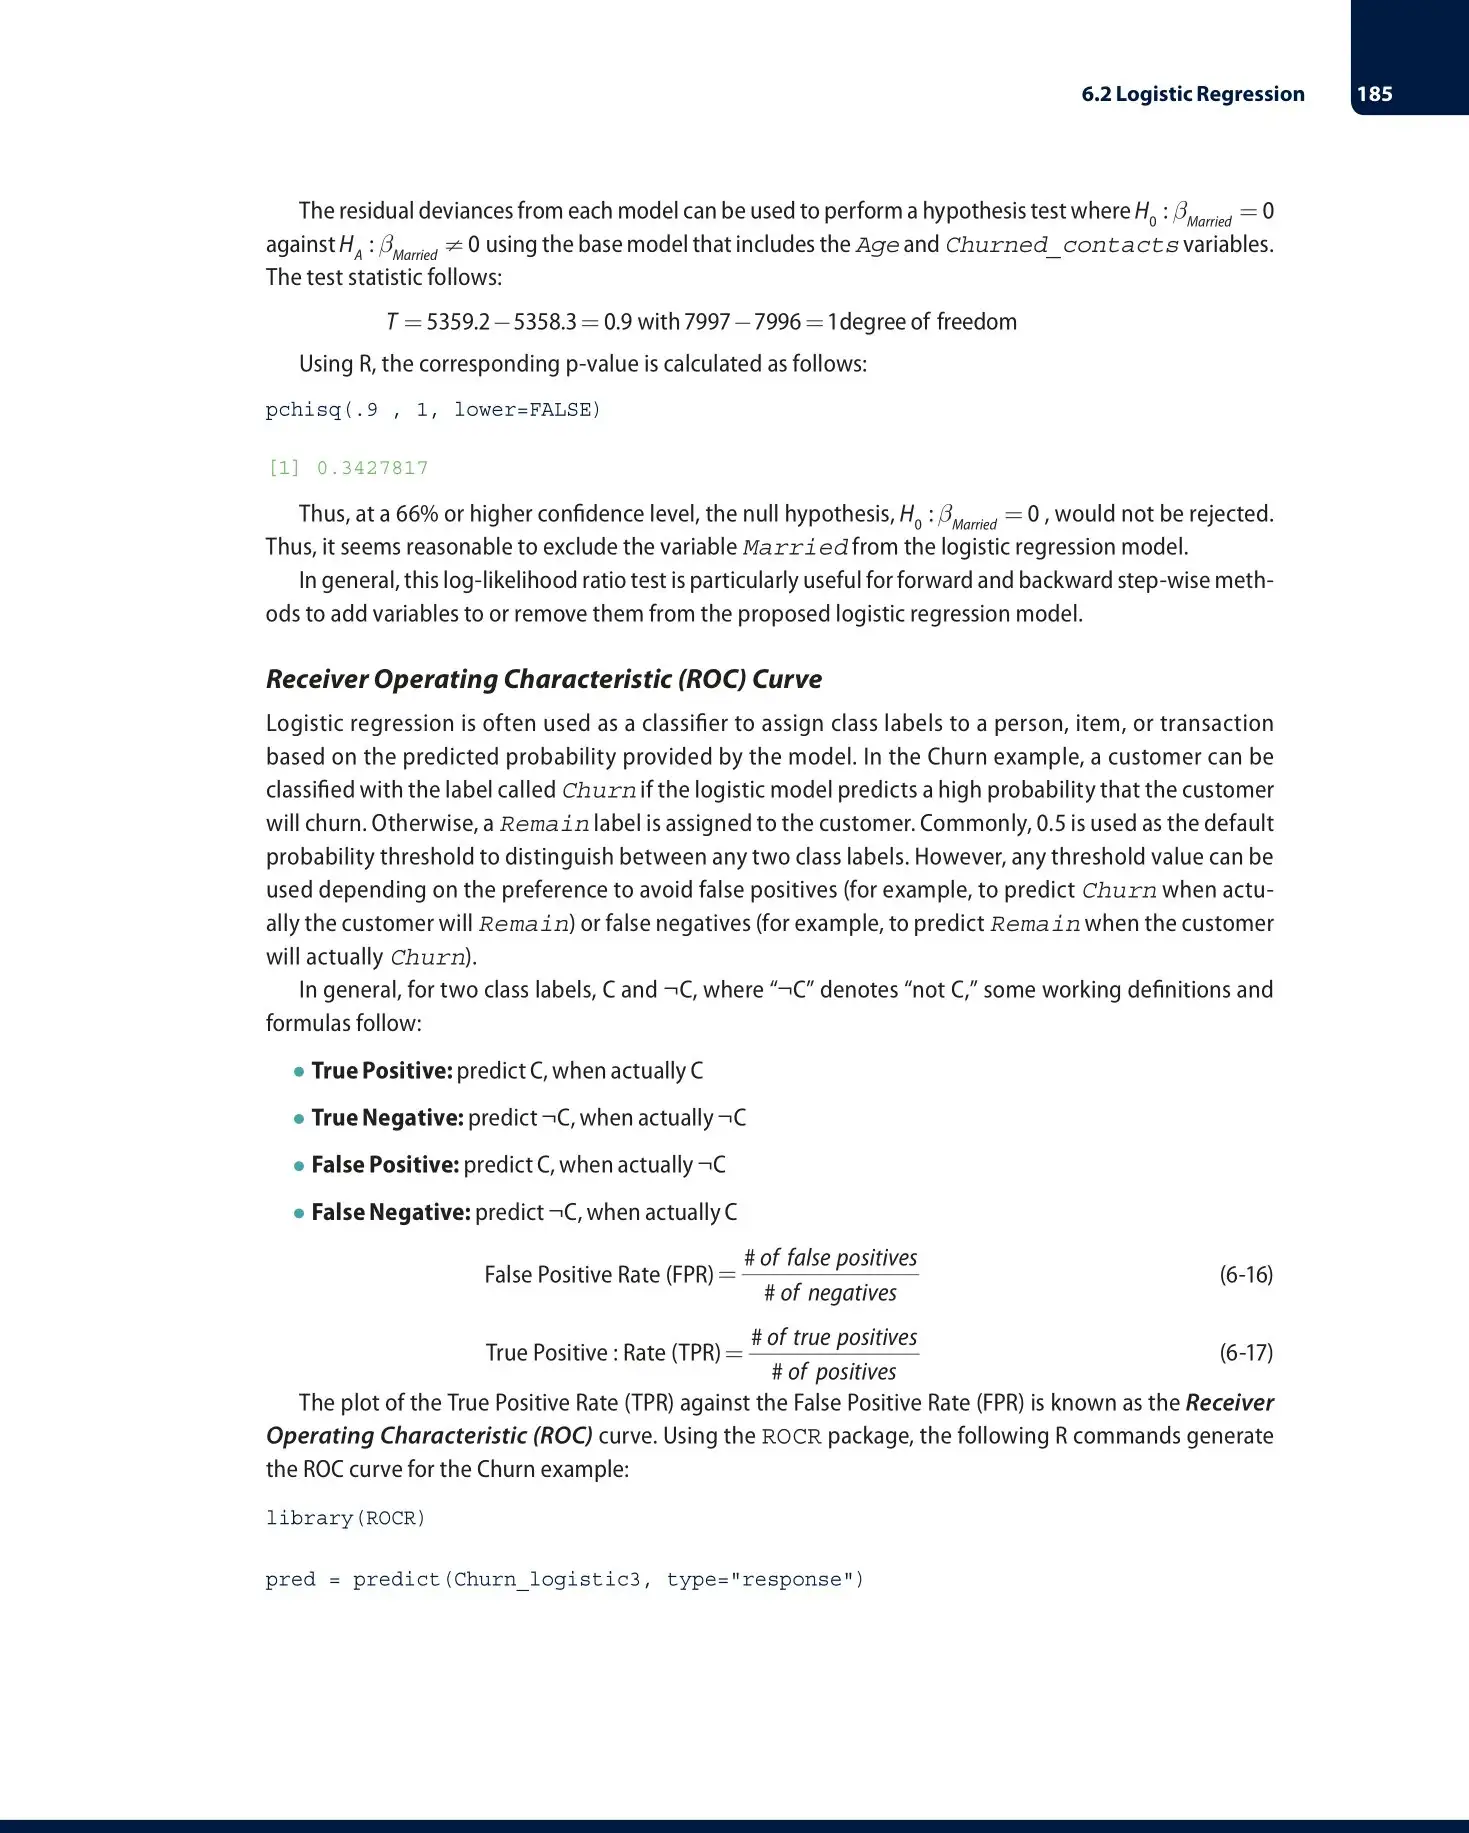 6.2 Logistic Regression 185
The residual deviances from each model can be used to perform a hypothesis test where H0 : βMarried = 0
against HA : βMarried ≠ 0 using the base model that includes the Age and Churned_contacts variables.
The test statistic follows:
T = 5359.2 − 5358.3 = 0.9 with 7997 − 7996 = 1degree of freedom
Using R, the corresponding p-value is calculated as follows:
pchisq(.9 , 1, lower=FALSE)
[1] 0.3427817
Thus, at a 66% or higher confidence level, the null hypothesis, H0 : βMarried = 0 , would not be rejected.
Thus, it seems reasonable to exclude the variable Married from the logistic regression model.
In general, this log-likelihood ratio test is particularly useful for forward and backward step-wise meth-
ods to add variables to or remove them from the proposed logistic regression model.
Receiver Operating Characteristic (ROC) Curve
Logistic regression is often used as a classifier to assign class labels to a person, item, or transaction
based on the predicted probability provided by the model. In the Churn example, a customer can be
classified with the label called Churn if the logistic model predicts a high probability that the customer
will churn. Otherwise, a Remain label is assigned to the customer. Commonly, 0.5 is used as the default
probability threshold to distinguish between any two class labels. However, any threshold value can be
used depending on the preference to avoid false positives (for example, to predict Churn when actu-
ally the customer will Remain) or false negatives (for example, to predict Remain when the customer
will actually Churn).
In general, for two class labels, C and ¬C, where “¬C” denotes “not C,” some working definitions and
formulas follow:
● True Positive: predict C, when actually C
● True Negative: predict ¬C, when actually ¬C
● False Positive: predict C, when actually ¬C
● False Negative: predict ¬C, when actually C
False Positive Rate (FPR) = # of false positives / # of negatives (6-16)
True Positive : Rate (TPR) = # of true positives / # of positives (6-17)
The plot of the True Positive Rate (TPR) against the False Positive Rate (FPR) is known as the Receiver
Operating Characteristic (ROC) curve. Using the ROCR package, the following R commands generate
the ROC curve for the Churn example:
library(ROCR)
pred = predict(Churn_logistic3, type="response")